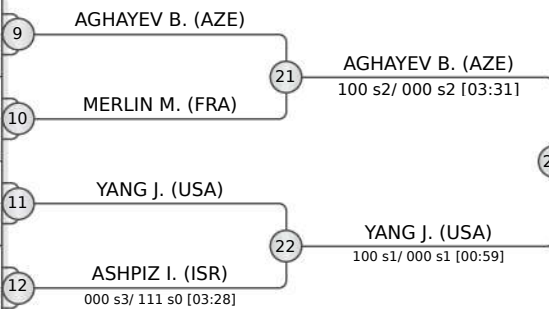 AGHAYEV B. (AZE)
9
21
AGHAYEV B. (AZE)
100 s2/ 000 s2 [03:31]
MERLIN M. (FRA)
10
YANG J. (USA)
11
22
YANG J. (USA)
100 s1/ 000 s1 [00:59]
ASHPIZ I. (ISR)
12
000 s3/ 111 s0 [03:28]